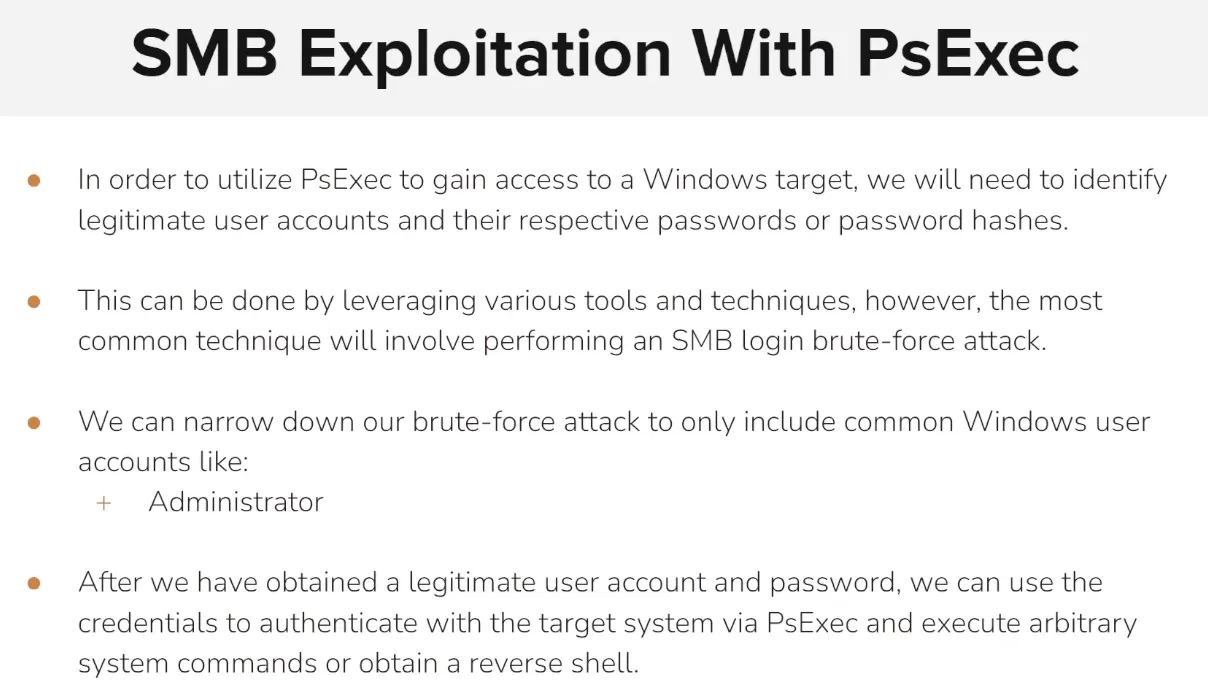 SMB Exploitation With PsExec
● In order to utilize PsExec to gain access to a Windows target, we will need to identify
legitimate user accounts and their respective passwords or password hashes.
● This can be done by leveraging various tools and techniques, however, the most
common technique will involve performing an SMB login brute-force attack.
● We can narrow down our brute-force attack to only include common Windows user
accounts like:
+ Administrator
● After we have obtained a legitimate user account and password, we can use the
credentials to authenticate with the target system via PsExec and execute arbitrary
system commands or obtain a reverse shell.